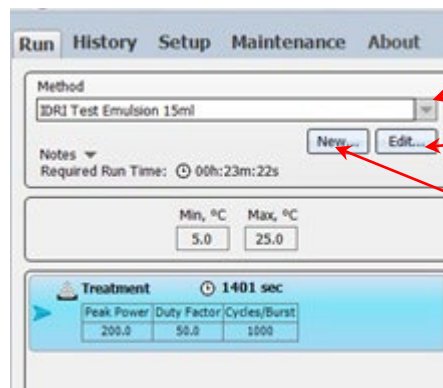 Run History Setup Maintenance About
Method
IDRI Test Emulsion 15ml
New... Edit...
Notes
Required Run Time: 00h:23m:22s
Min, °C Max, °C
5.0 25.0
Treatment 1401 sec
Peak Power Duty Factor Cycles/Burst
200.0 50.0 1000